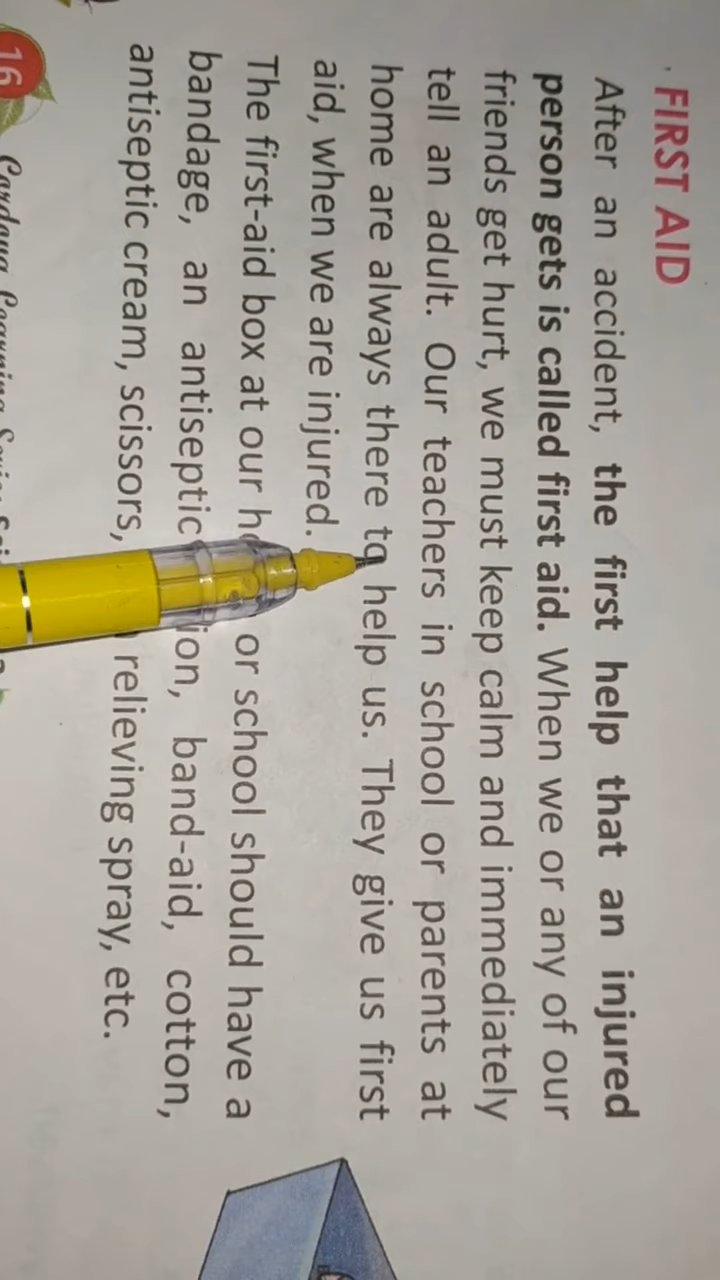 FIRST AID
After an accident, the first help that an injured
person gets is called first aid. When we or any of our
friends get hurt, we must keep calm and immediately
tell an adult. Our teachers in school or parents at
home are always there to help us. They give us first
aid, when we are injured.
The first-aid box at our or school should have a
bandage, an antiseptic band-aid, cotton,
antiseptic cream, scissors, relieving spray, etc.
16
Learning